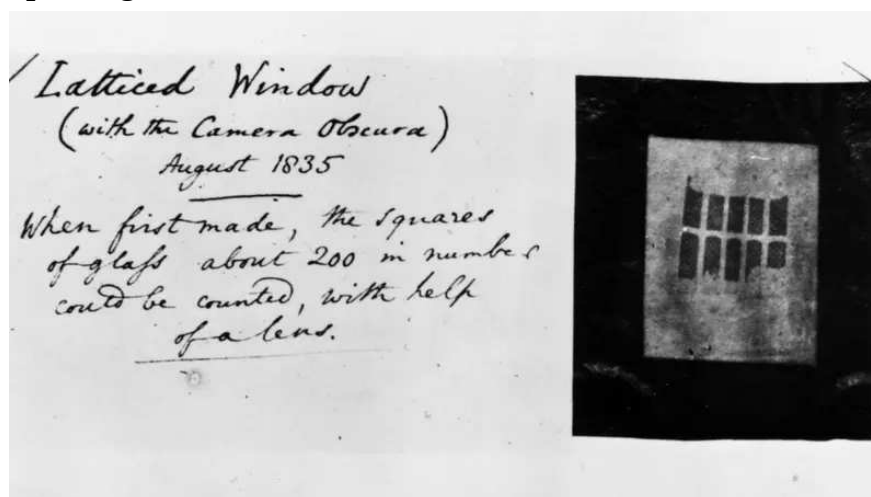 Latticed Window
(with the Camera Obscura)
August 1835
When first made, the squares
of glass about 200 in number
could be counted, with help
of a lens.